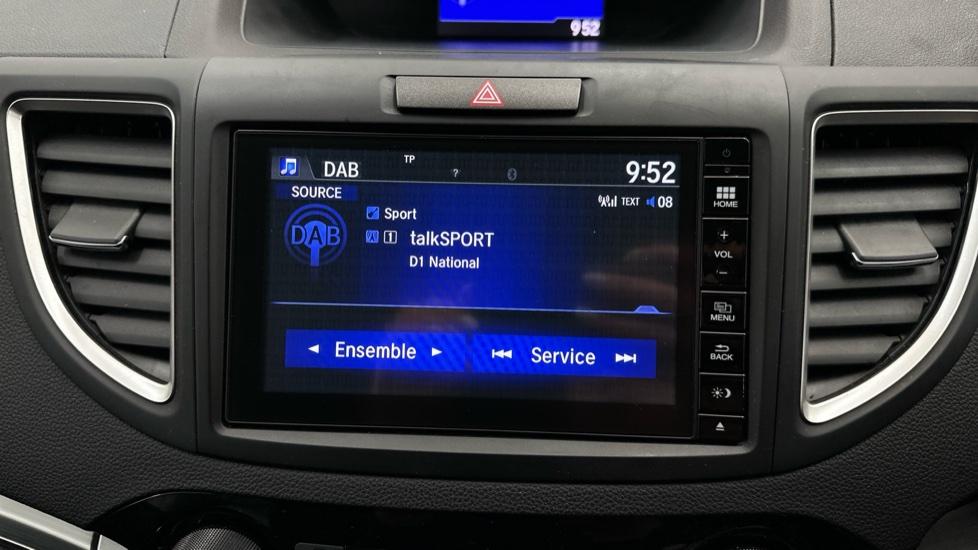 952
DAB
TP
?
9:52
SOURCE
TEXT
08
DAB
Sport
1
talkSPORT
D1 National
Ensemble
Service
HOME
+
VOL
−
MENU
BACK